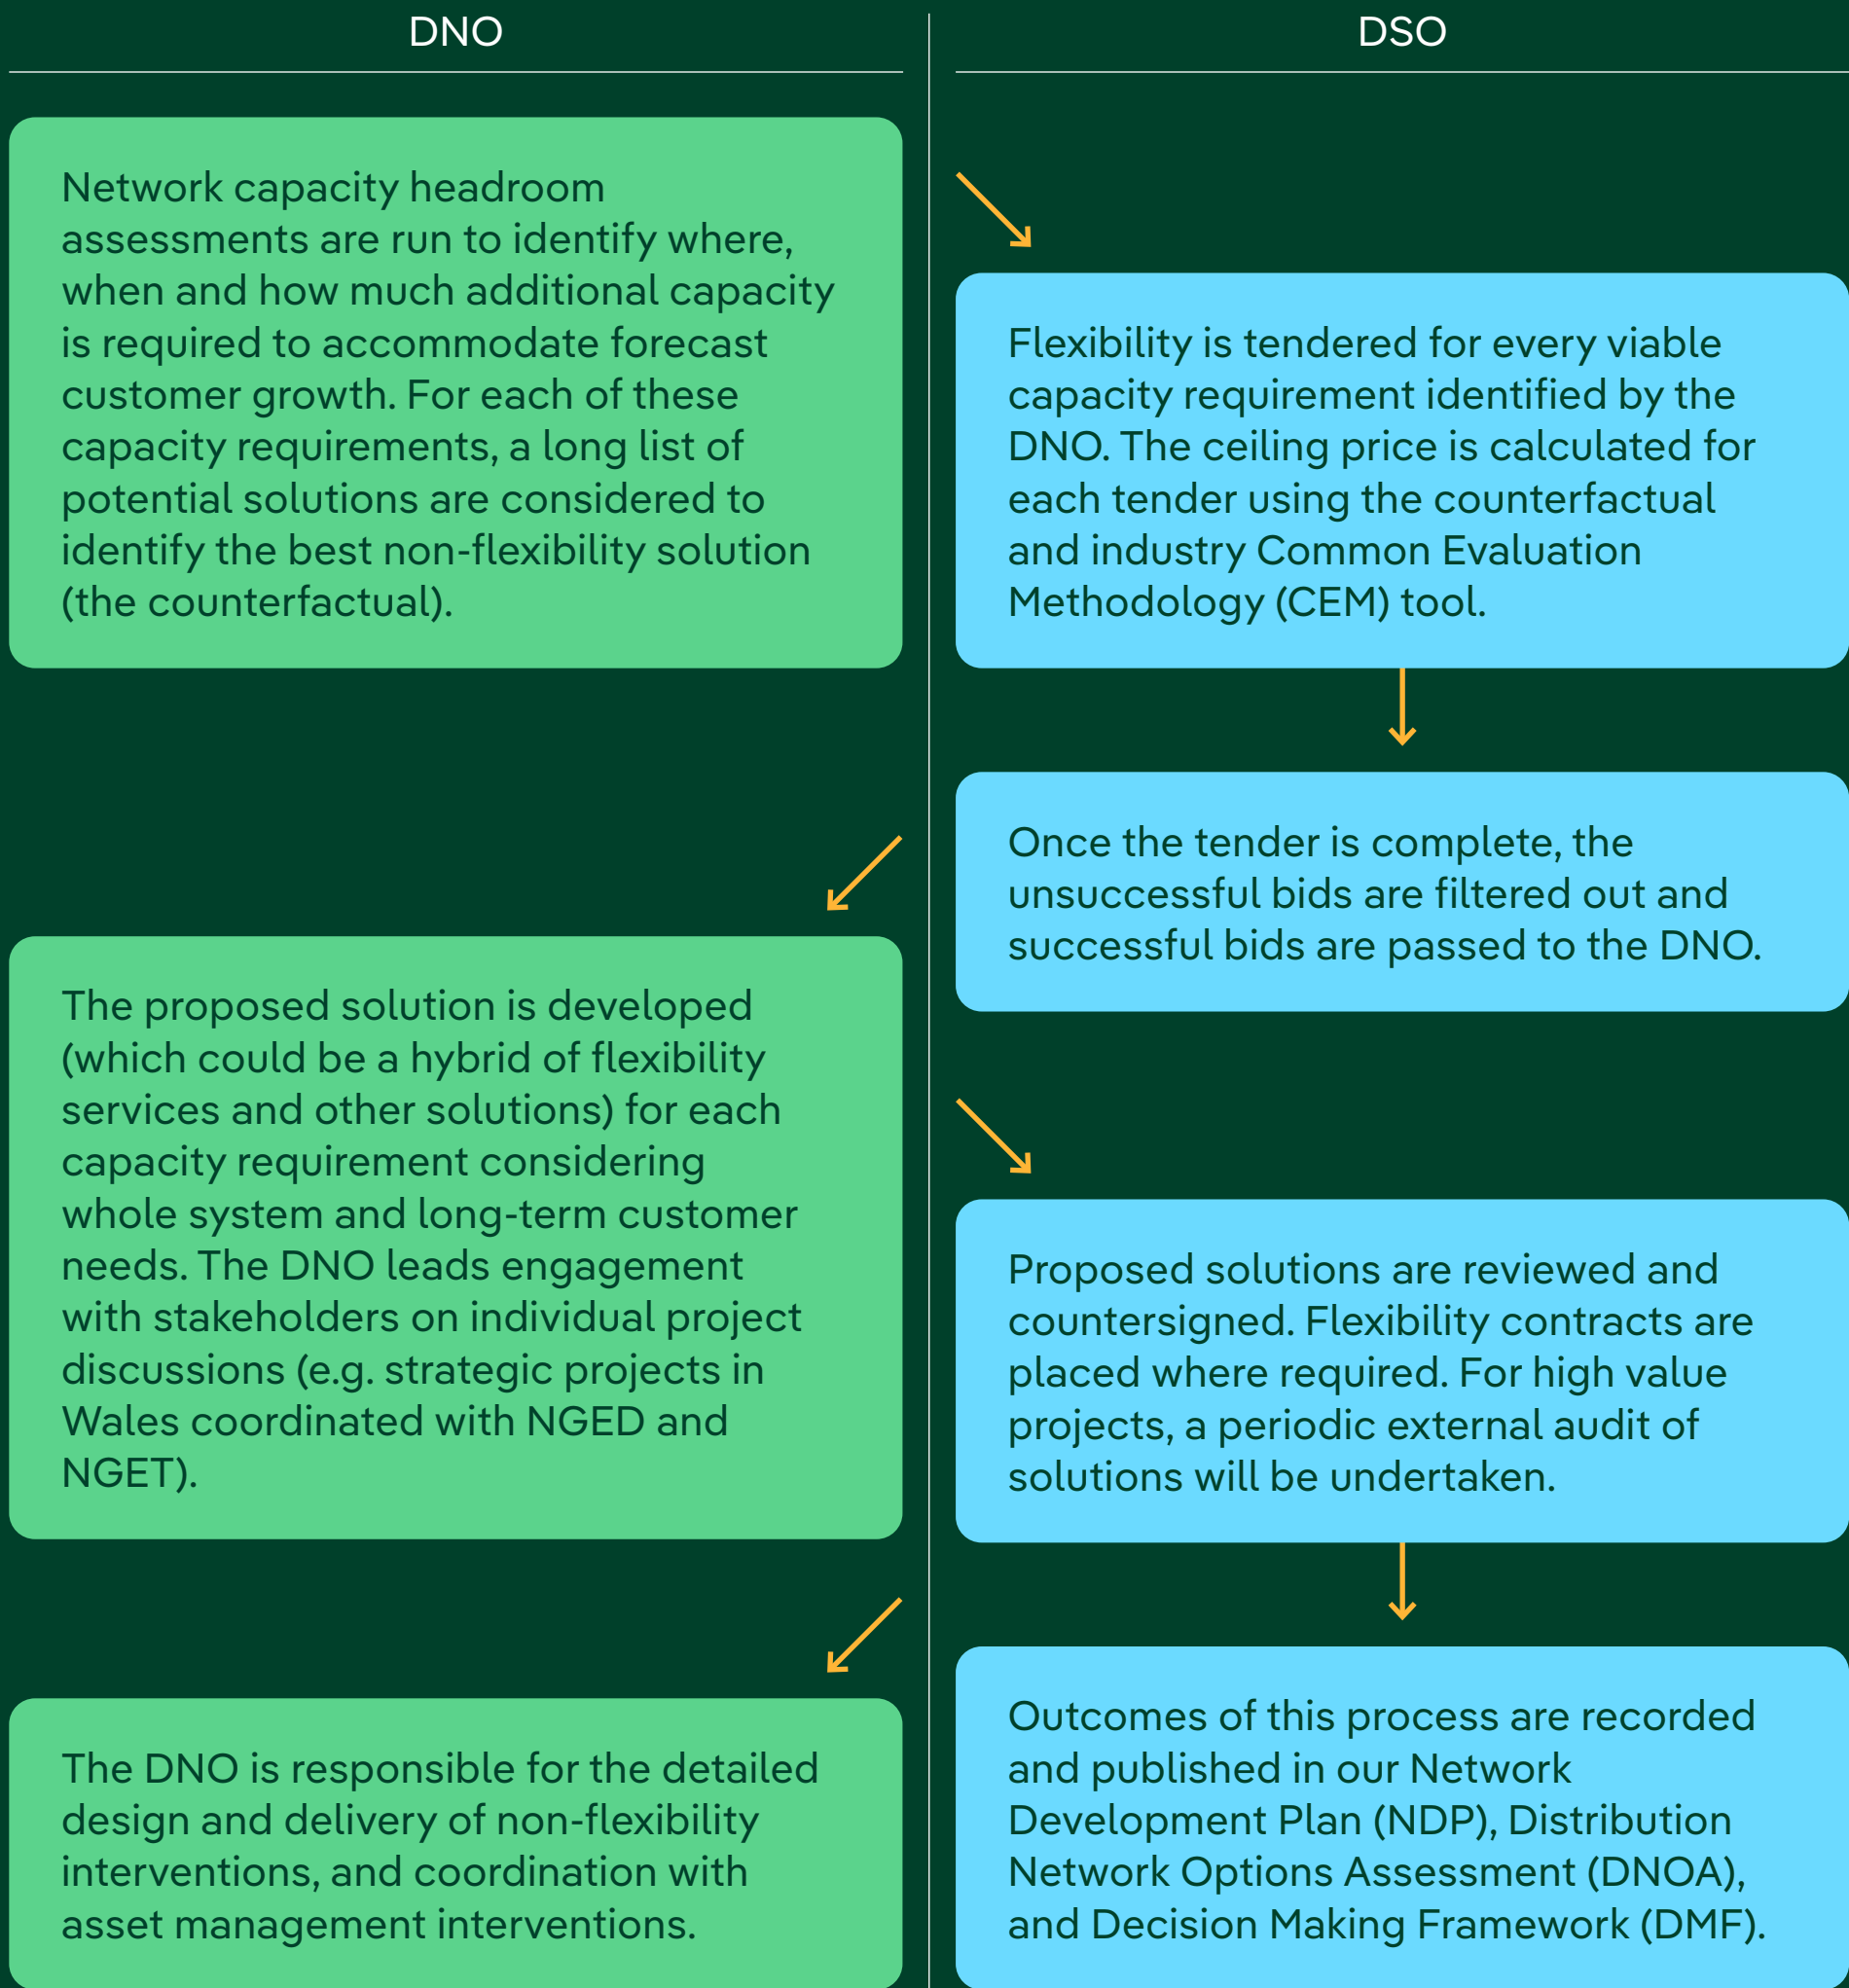 DNO
DSO
Network capacity headroom
assessments are run to identify where,
when and how much additional capacity
is required to accommodate forecast
customer growth. For each of these
capacity requirements, a long list of
potential solutions are considered to
identify the best non-flexibility solution
(the counterfactual).
Flexibility is tendered for every viable
capacity requirement identified by the
DNO. The ceiling price is calculated for
each tender using the counterfactual
and industry Common Evaluation
Methodology (CEM) tool.
Once the tender is complete, the
unsuccessful bids are filtered out and
successful bids are passed to the DNO.
The proposed solution is developed
(which could be a hybrid of flexibility
services and other solutions) for each
capacity requirement considering
whole system and long-term customer
needs. The DNO leads engagement
with stakeholders on individual project
discussions (e.g. strategic projects in
Wales coordinated with NGED and
NGET).
Proposed solutions are reviewed and
countersigned. Flexibility contracts are
placed where required. For high value
projects, a periodic external audit of
solutions will be undertaken.
The DNO is responsible for the detailed
design and delivery of non-flexibility
interventions, and coordination with
asset management interventions.
Outcomes of this process are recorded
and published in our Network
Development Plan (NDP), Distribution
Network Options Assessment (DNOA),
and Decision Making Framework (DMF).